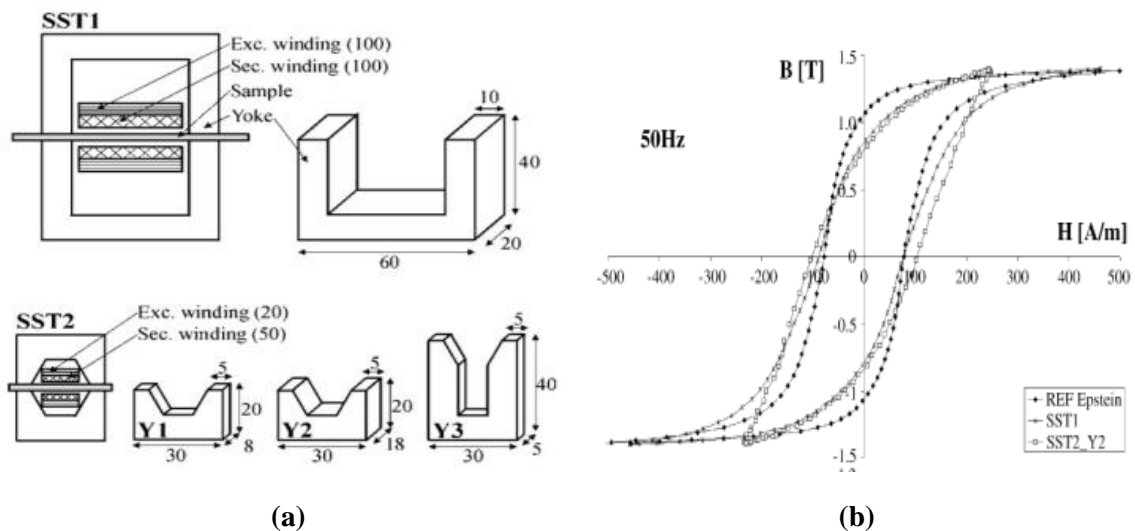 SST1
Exc. winding (100)
Sec. winding (100)
Sample
Yoke
10
40
20
60
SST2
Exc. winding (20)
Sec. winding (50)
Y1
5
20
8
30
Y2
5
20
18
30
Y3
5
40
5
30
(a)
B [T]
50Hz
H [A/m]
1.5
1.0
0.5
0
-0.5
-1
-1.5
-500 -400 -300 -200 -100 0 100 200 300 400 500
REF Epstein
SST1
SST2_Y2
(b)